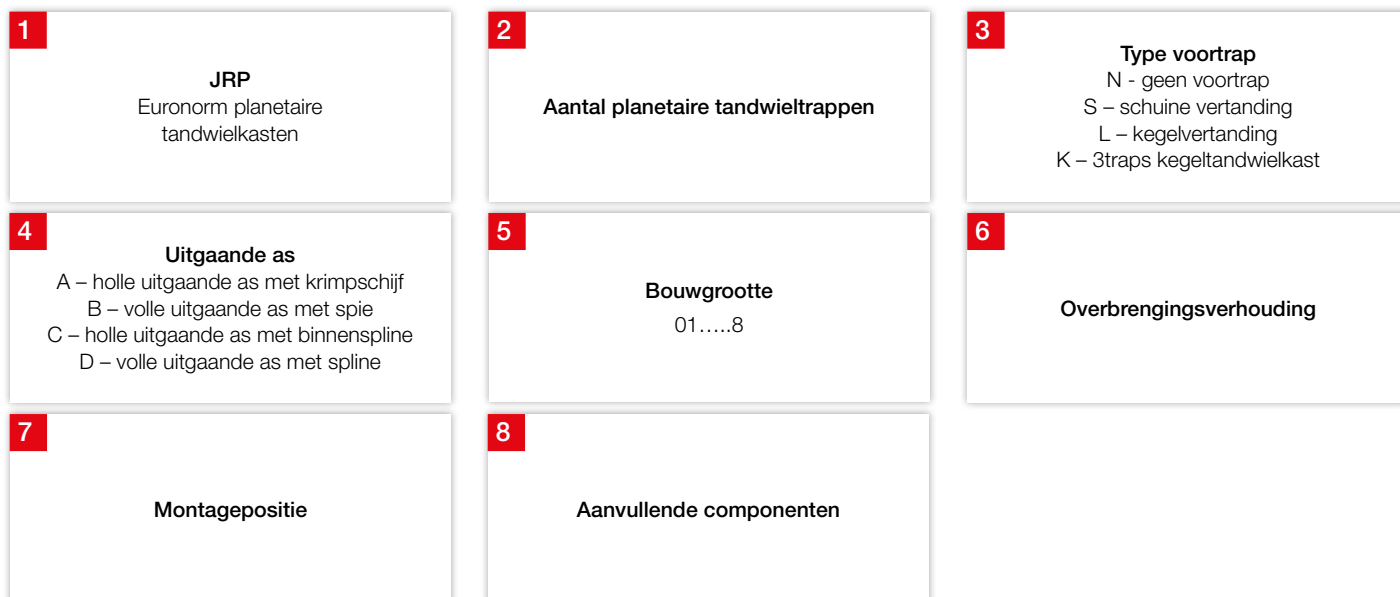 1
JRP
Euronorm planetaire
tandwielkasten
2
Aantal planetaire tandwieltrappen
3
Type voortrap
N - geen voortrap
S – schuine vertanding
L – kegelvertanding
K – 3traps kegeltandwielkast
4
Uitgaande as
A – holle uitgaande as met krimpschijf
B – volle uitgaande as met spie
C – holle uitgaande as met binnenspline
D – volle uitgaande as met spline
5
Bouwgrootte
01…..8
6
Overbrengingsverhouding
7
Montagepositie
8
Aanvullende componenten